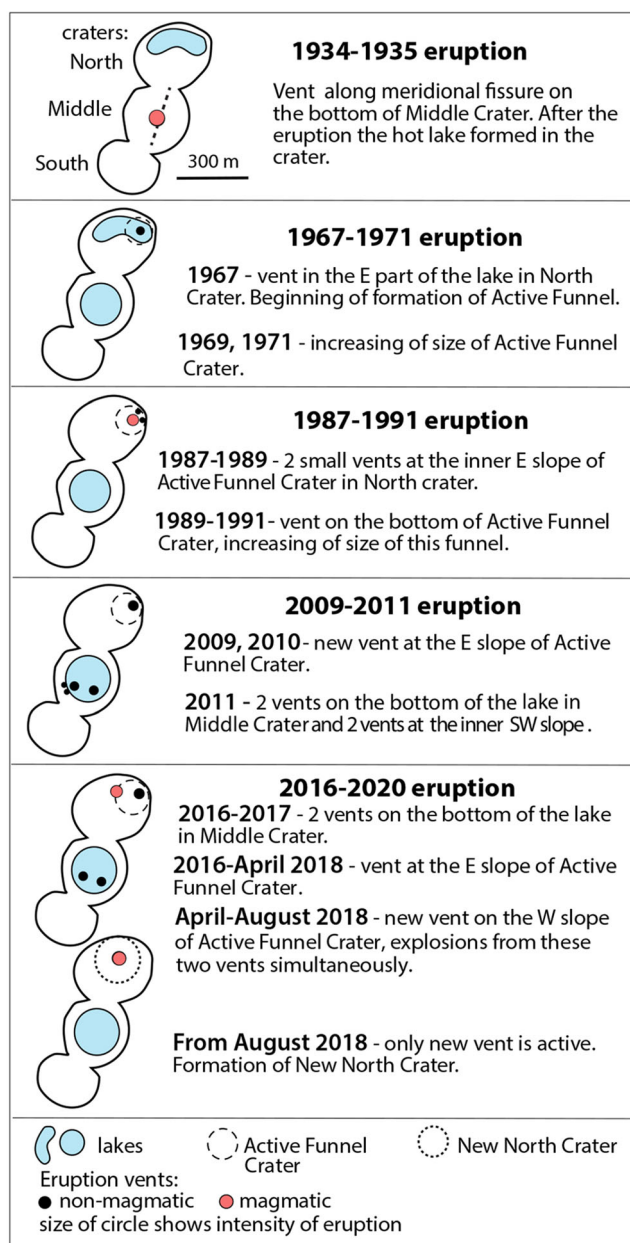 craters:
North
Middle
South
300 m
1934-1935 eruption
Vent along meridional fissure on
the bottom of Middle Crater. After the
eruption the hot lake formed in the
crater.
1967-1971 eruption
1967 - vent in the E part of the lake in North
Crater. Beginning of formation of Active Funnel.
1969, 1971 - increasing of size of Active Funnel
Crater.
1987-1991 eruption
1987-1989 - 2 small vents at the inner E slope of
Active Funnel Crater in North crater.
1989-1991 - vent on the bottom of Active Funnel
Crater, increasing of size of this funnel.
2009-2011 eruption
2009, 2010 - new vent at the E slope of Active
Funnel Crater.
2011 - 2 vents on the bottom of the lake in
Middle Crater and 2 vents at the inner SW slope.
2016-2020 eruption
2016-2017 - 2 vents on the bottom of the lake
in Middle Crater.
2016-April 2018 - vent at the E slope of Active
Funnel Crater.
April-August 2018 - new vent on the W slope
of Active Funnel Crater, explosions from these
two vents simultaneously.
From August 2018 - only new vent is active.
Formation of New North Crater.
lakes
Active Funnel
Crater
New North Crater
Eruption vents:
non-magmatic
magmatic
size of circle shows intensity of eruption